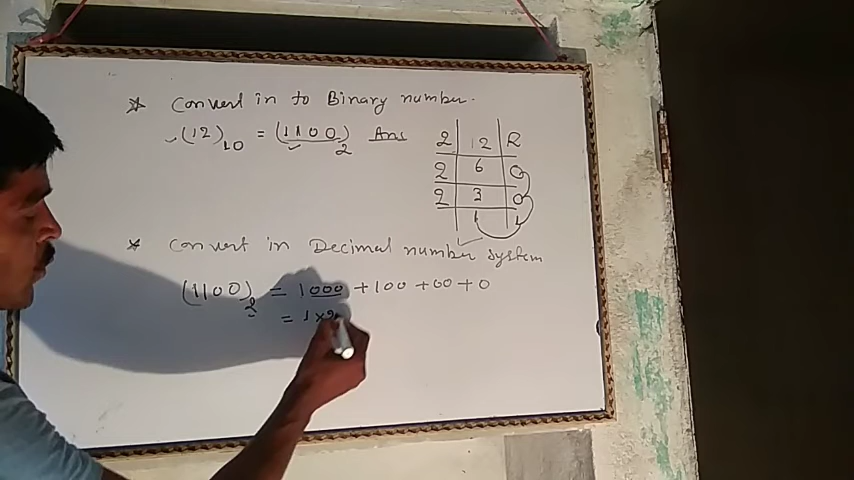 * Convert in to Binary number.
(12)10 = (1100)2 Ans
2 | 12 | R
2 | 6 | 0
2 | 3 | 0
1 | 1
* Convert in Decimal number system
(1100)2 = 1000 + 100 + 00 + 0
= 1 × 2